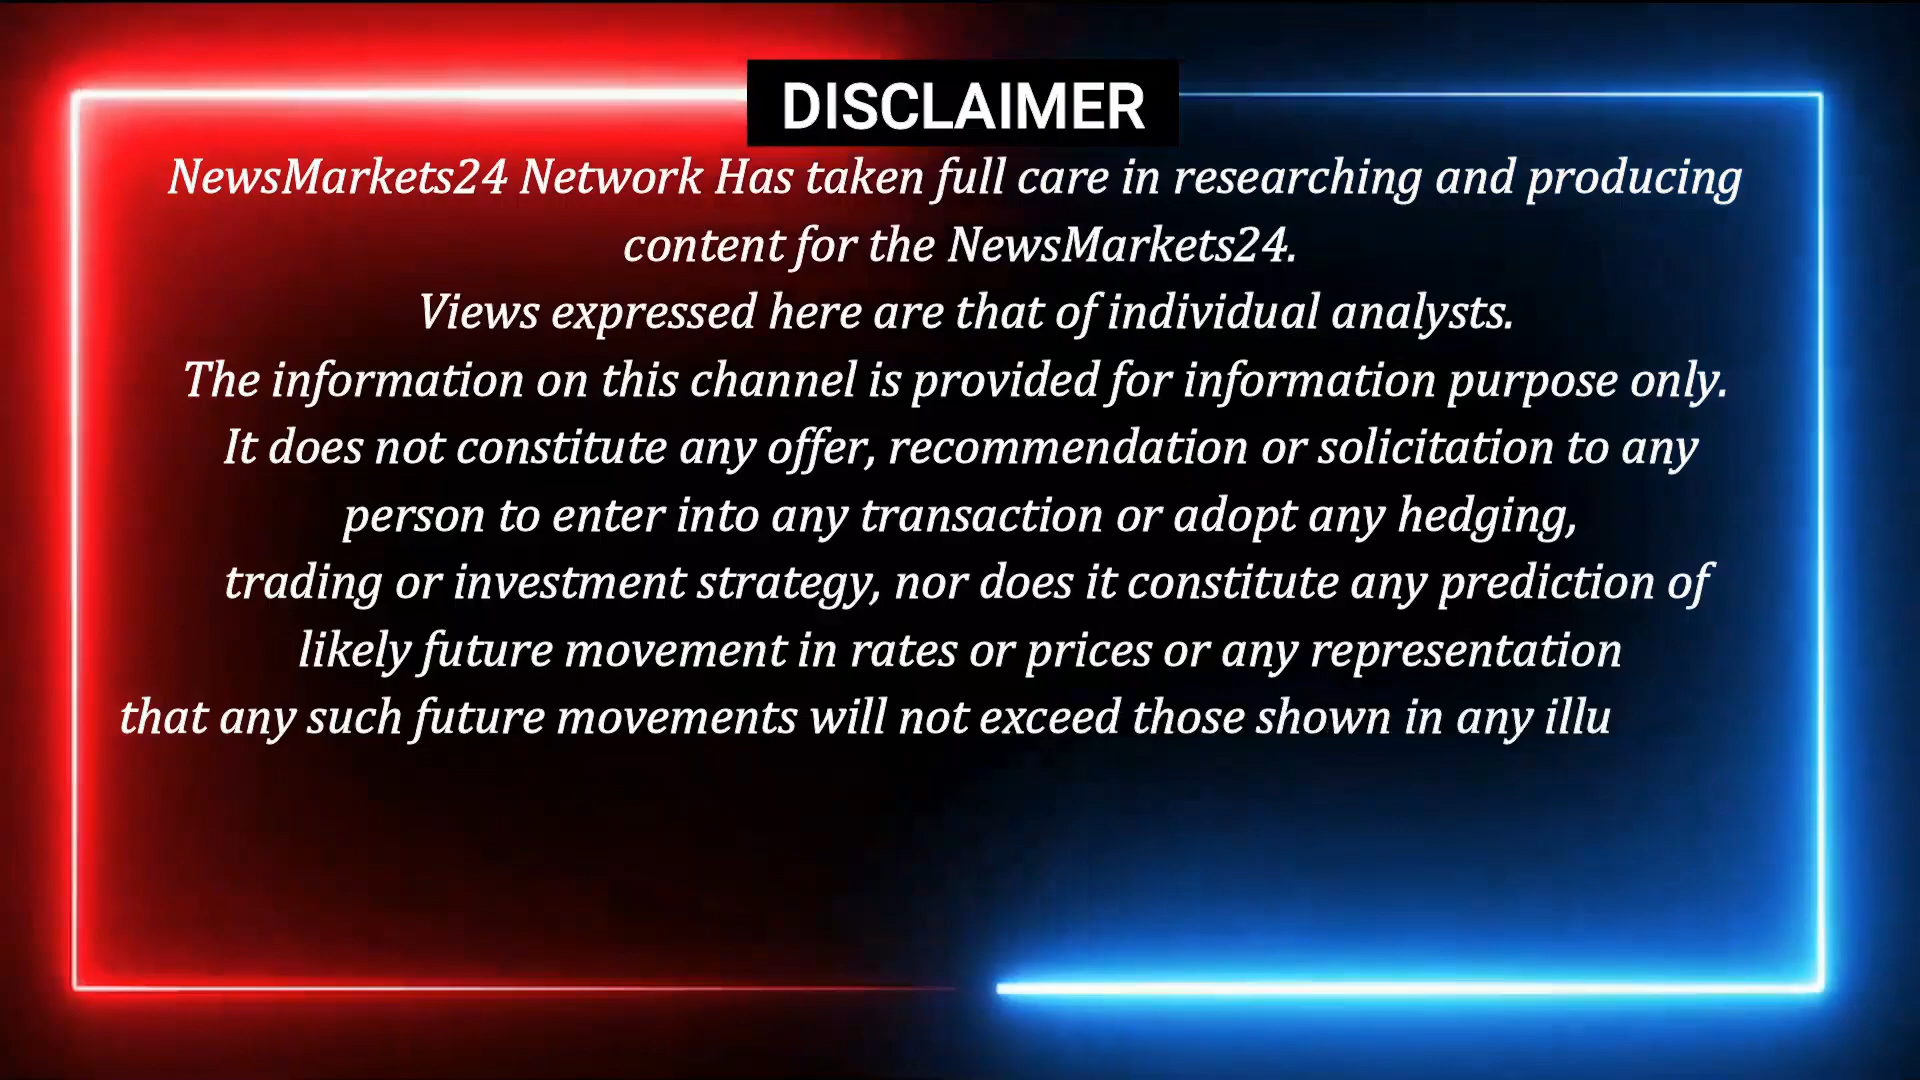 DISCLAIMER
NewsMarkets24 Network Has taken full care in researching and producing
content for the NewsMarkets24.
Views expressed here are that of individual analysts.
The information on this channel is provided for information purpose only.
It does not constitute any offer, recommendation or solicitation to any
person to enter into any transaction or adopt any hedging,
trading or investment strategy, nor does it constitute any prediction of
likely future movement in rates or prices or any representation
that any such future movements will not exceed those shown in any illu